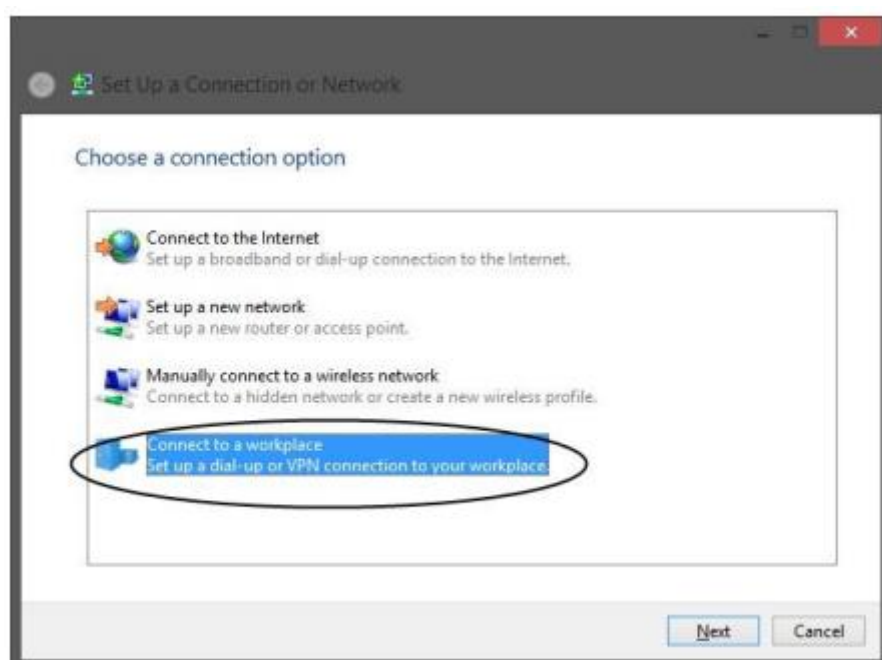 Set Up a Connection or Network
Choose a connection option
Connect to the Internet
Set up a broadband or dial-up connection to the Internet.
Set up a new network
Set up a new router or access point.
Manually connect to a wireless network
Connect to a hidden network or create a new wireless profile.
Connect to a workplace
Set up a dial-up or VPN connection to your workplace.
Next
Cancel